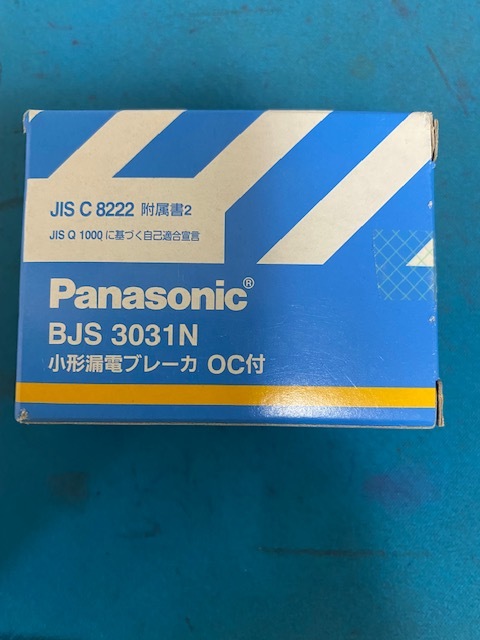 JIS C 8222 附属書2
JIS Q 1000 に基づく自己適合宣言
Panasonic®
BJS 3031N
小形漏電ブレーカ OC付